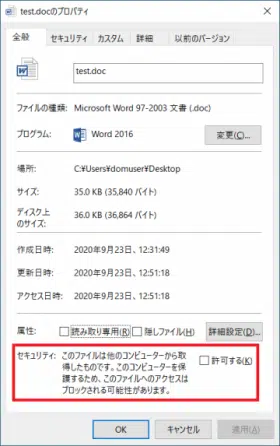 test.docのプロパティ
全般 セキュリティ カスタム 詳細 以前のバージョン
test.doc
ファイルの種類: Microsoft Word 97-2003 文書 (.doc)
プログラム: Word 2016 変更(C)...
場所: C:¥Users¥domuser¥Desktop
サイズ: 35.0 KB (35,840 バイト)
ディスク上
のサイズ: 36.0 KB (36,864 バイト)
作成日時: 2020年9月23日、12:31:49
更新日時: 2020年9月23日、12:51:18
アクセス日時: 2020年9月23日、12:51:18
属性: 読み取り専用(R) 隠しファイル(H) 詳細設定(D)...
セキュリティ: このファイルは他のコンピューターから取
得したものです。このコンピューターを保
護するため、このファイルへのアクセスは
ブロックされる可能性があります。
許可する(K)
OK キャンセル 適用(A)